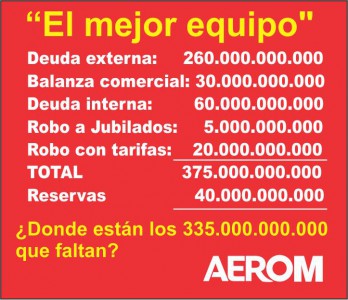 “El mejor equipo"
Deuda externa: 260.000.000.000
Balanza comercial: 30.000.000.000
Deuda interna: 60.000.000.000
Robo a Jubilados: 5.000.000.000
Robo con tarifas: 20.000.000.000
TOTAL 375.000.000.000
Reservas 40.000.000.000
¿Donde están los 335.000.000.000
que faltan?
AEROM